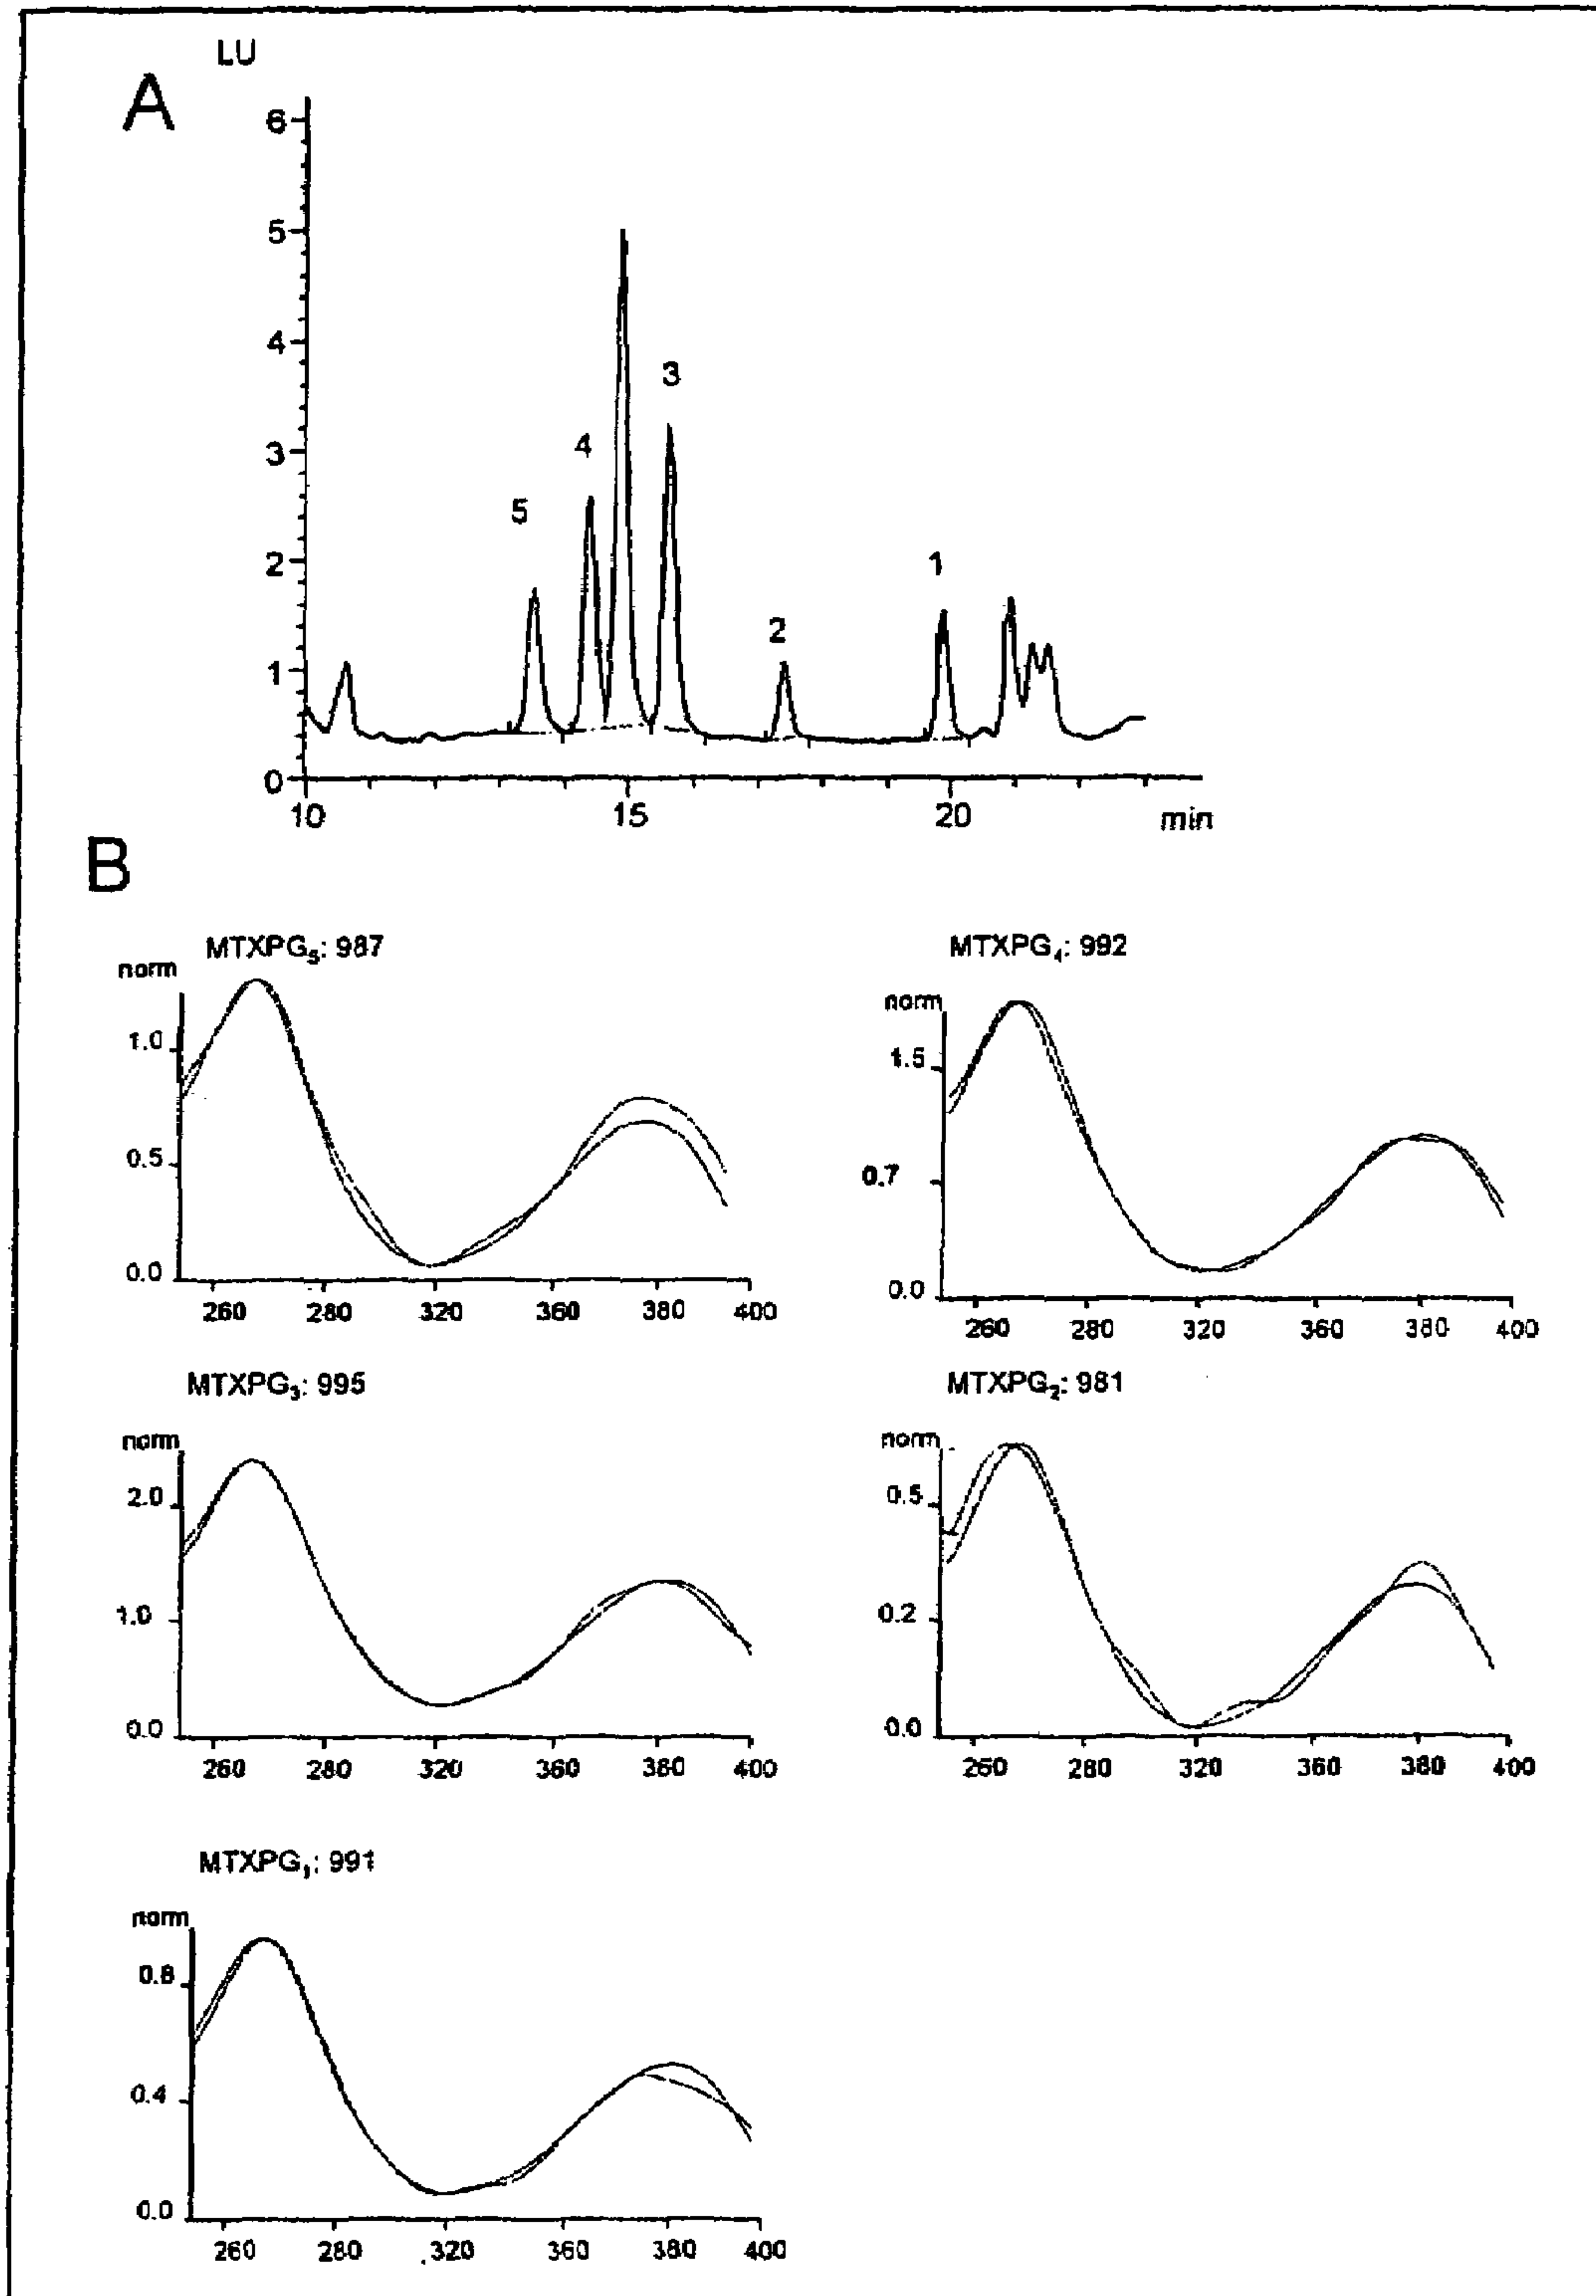 A
LU
6
5
4
3
2
1
0
5
4
3
2
1
10 15 20 min
B
MTXPG₅: 987
norm
1.0
0.5
0.0
260 280 320 360 380 400
MTXPG₄: 992
norm
1.5
0.7
0.0
260 280 320 360 380 400
MTXPG₃: 995
norm
2.0
1.0
0.0
260 280 320 360 380 400
MTXPG₂: 981
norm
0.5
0.2
0.0
260 280 320 360 380 400
MTXPG₁: 991
norm
0.8
0.4
0.0
260 280 320 360 380 400